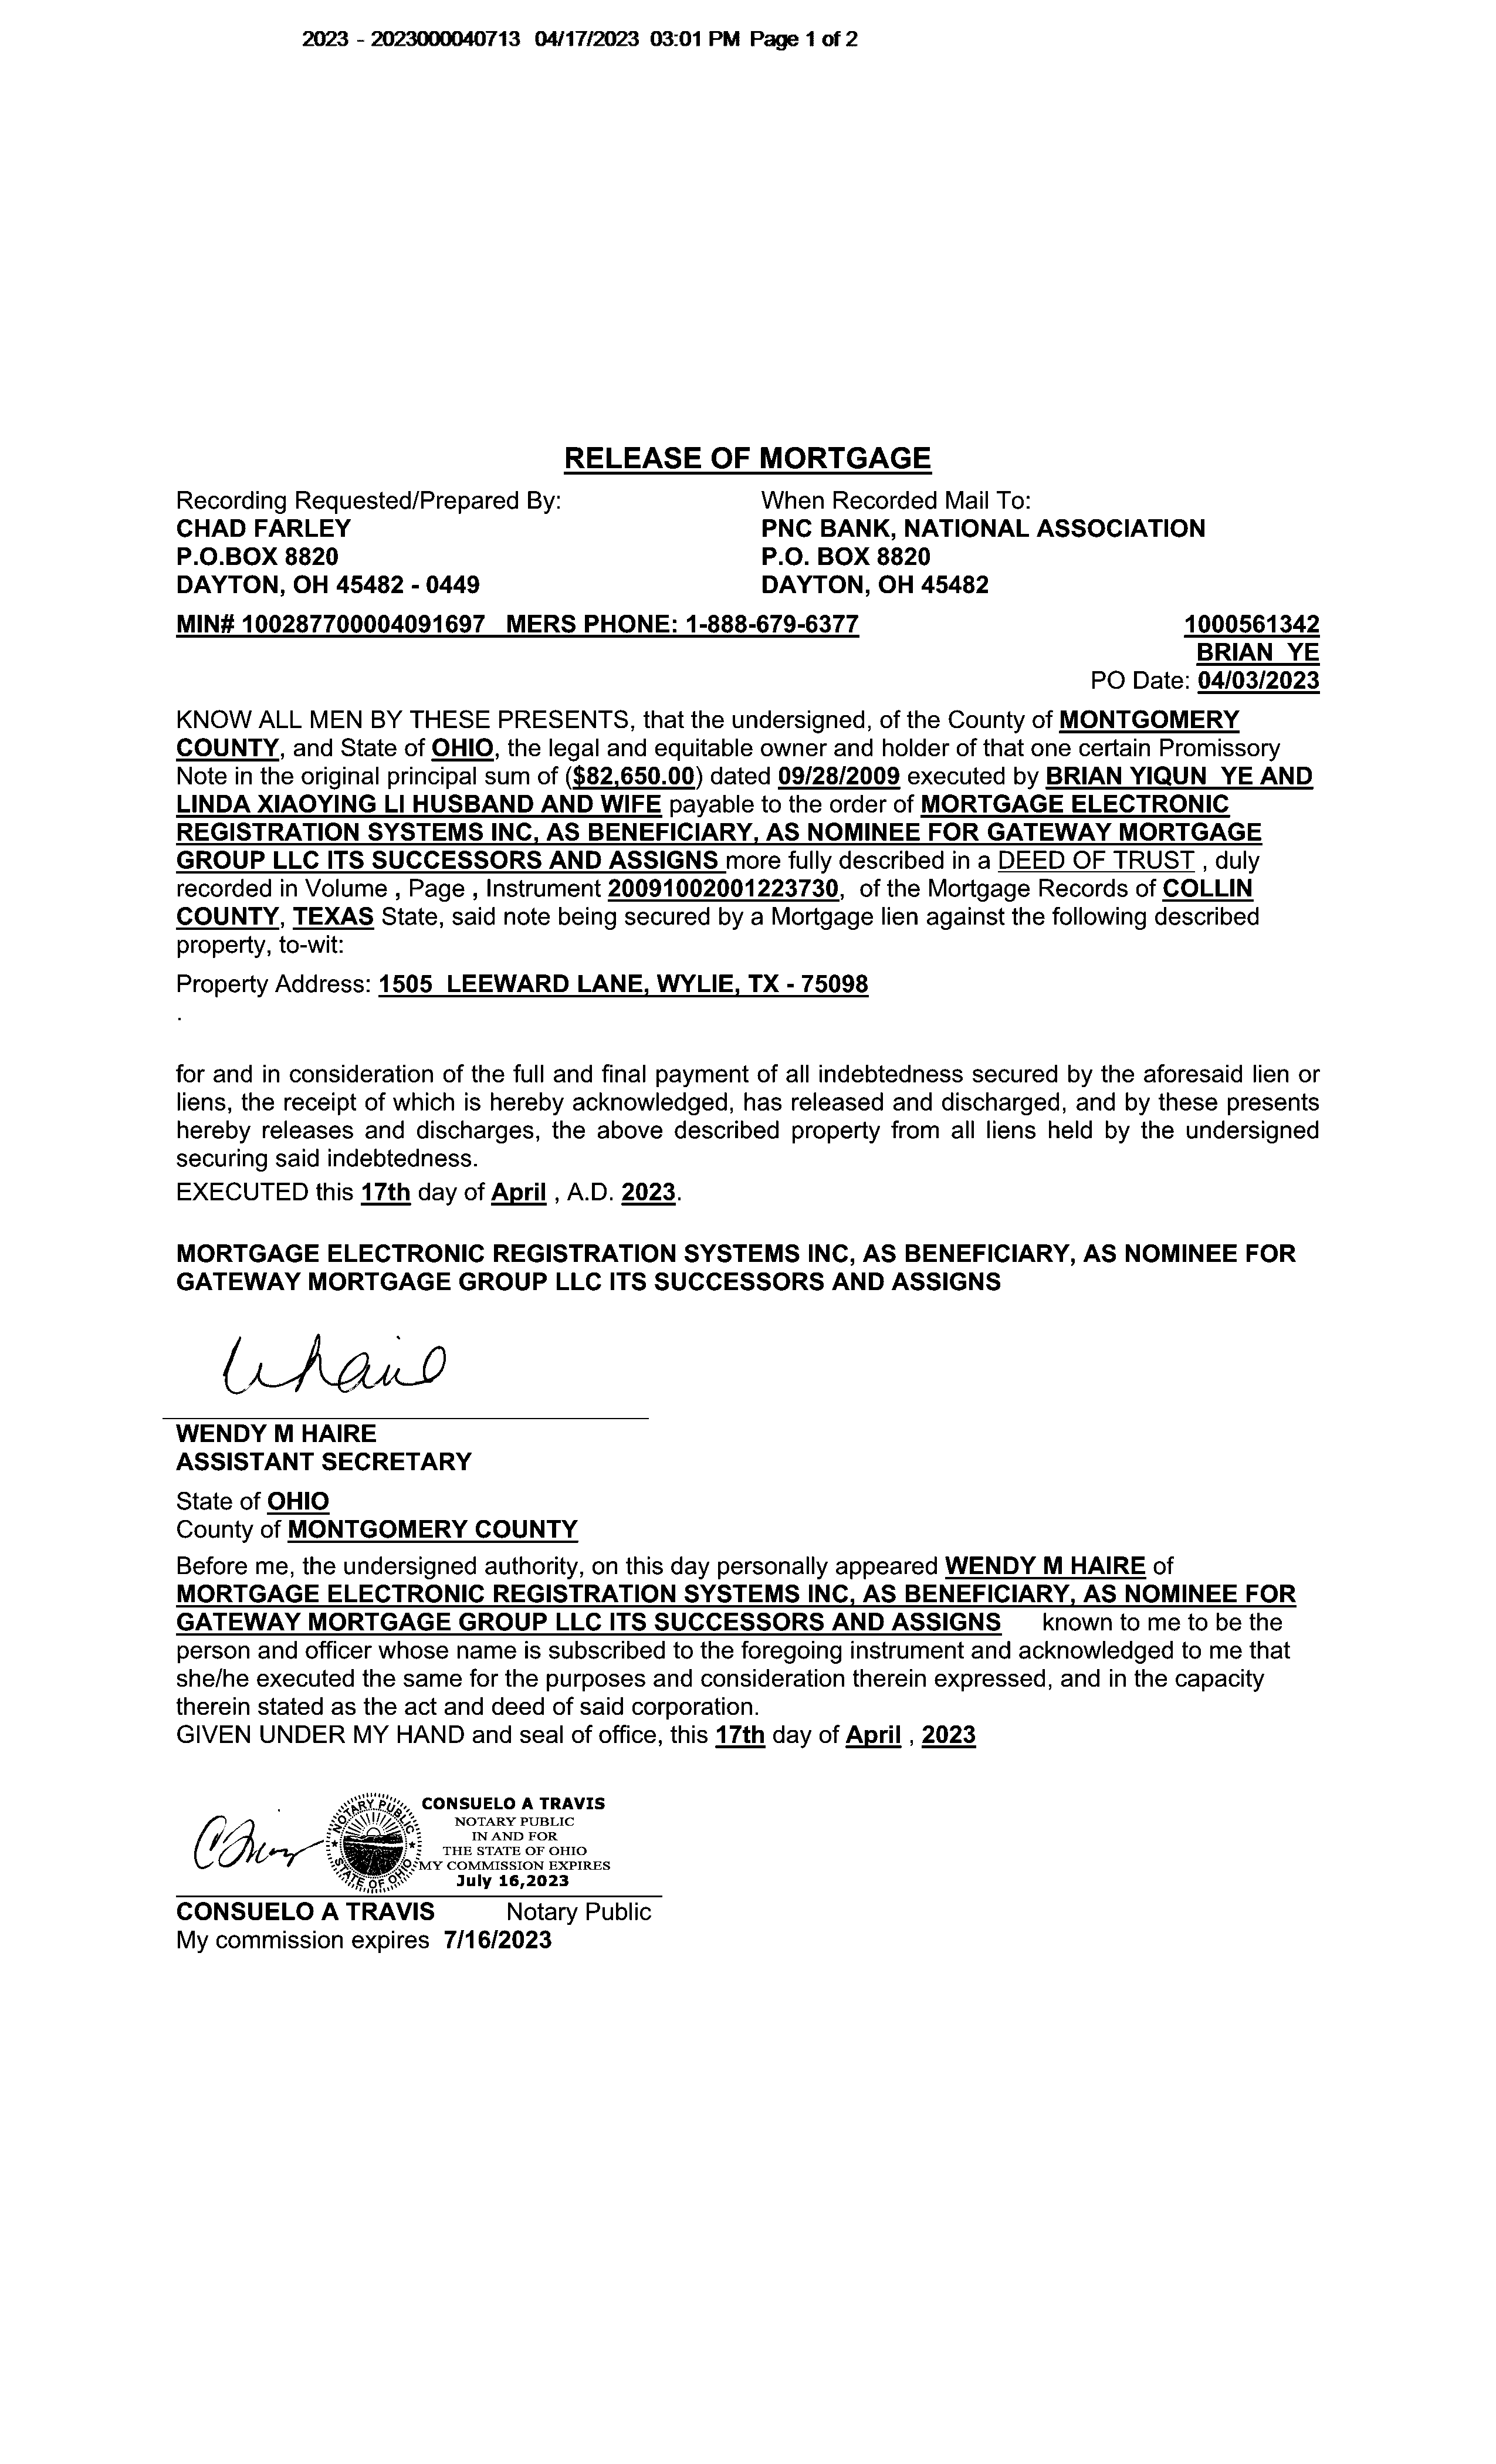 2023 - 2023000040713 04/17/2023 03:01 PM Page 1 of 2
RELEASE OF MORTGAGE
Recording Requested/Prepared By:
CHAD FARLEY
P.O.BOX 8820
DAYTON, OH 45482 - 0449
When Recorded Mail To:
PNC BANK, NATIONAL ASSOCIATION
P.O. BOX 8820
DAYTON, OH 45482
MIN# 100287700004091697 MERS PHONE: 1-888-679-6377
1000561342
BRIAN YE
PO Date: 04/03/2023
KNOW ALL MEN BY THESE PRESENTS, that the undersigned, of the County of MONTGOMERY
COUNTY, and State of OHIO, the legal and equitable owner and holder of that one certain Promissory
Note in the original principal sum of ($82,650.00) dated 09/28/2009 executed by BRIAN YIQUN YE AND
LINDA XIAOYING LI HUSBAND AND WIFE payable to the order of MORTGAGE ELECTRONIC
REGISTRATION SYSTEMS INC, AS BENEFICIARY, AS NOMINEE FOR GATEWAY MORTGAGE
GROUP LLC ITS SUCCESSORS AND ASSIGNS more fully described in a DEED OF TRUST , duly
recorded in Volume , Page , Instrument 20091002001223730, of the Mortgage Records of COLLIN
COUNTY, TEXAS State, said note being secured by a Mortgage lien against the following described
property, to-wit:
Property Address: 1505 LEEWARD LANE, WYLIE, TX - 75098
.
for and in consideration of the full and final payment of all indebtedness secured by the aforesaid lien or
liens, the receipt of which is hereby acknowledged, has released and discharged, and by these presents
hereby releases and discharges, the above described property from all liens held by the undersigned
securing said indebtedness.
EXECUTED this 17th day of April , A.D. 2023.
MORTGAGE ELECTRONIC REGISTRATION SYSTEMS INC, AS BENEFICIARY, AS NOMINEE FOR
GATEWAY MORTGAGE GROUP LLC ITS SUCCESSORS AND ASSIGNS
WENDY M HAIRE
ASSISTANT SECRETARY
State of OHIO
County of MONTGOMERY COUNTY
Before me, the undersigned authority, on this day personally appeared WENDY M HAIRE of
MORTGAGE ELECTRONIC REGISTRATION SYSTEMS INC, AS BENEFICIARY, AS NOMINEE FOR
GATEWAY MORTGAGE GROUP LLC ITS SUCCESSORS AND ASSIGNS known to me to be the
person and officer whose name is subscribed to the foregoing instrument and acknowledged to me that
she/he executed the same for the purposes and consideration therein expressed, and in the capacity
therein stated as the act and deed of said corporation.
GIVEN UNDER MY HAND and seal of office, this 17th day of April , 2023
NOTARY PUBLIC
STATE OF OHIO
CONSUELO A TRAVIS
NOTARY PUBLIC
IN AND FOR
THE STATE OF OHIO
MY COMMISSION EXPIRES
July 16,2023
CONSUELO A TRAVIS Notary Public
My commission expires 7/16/2023